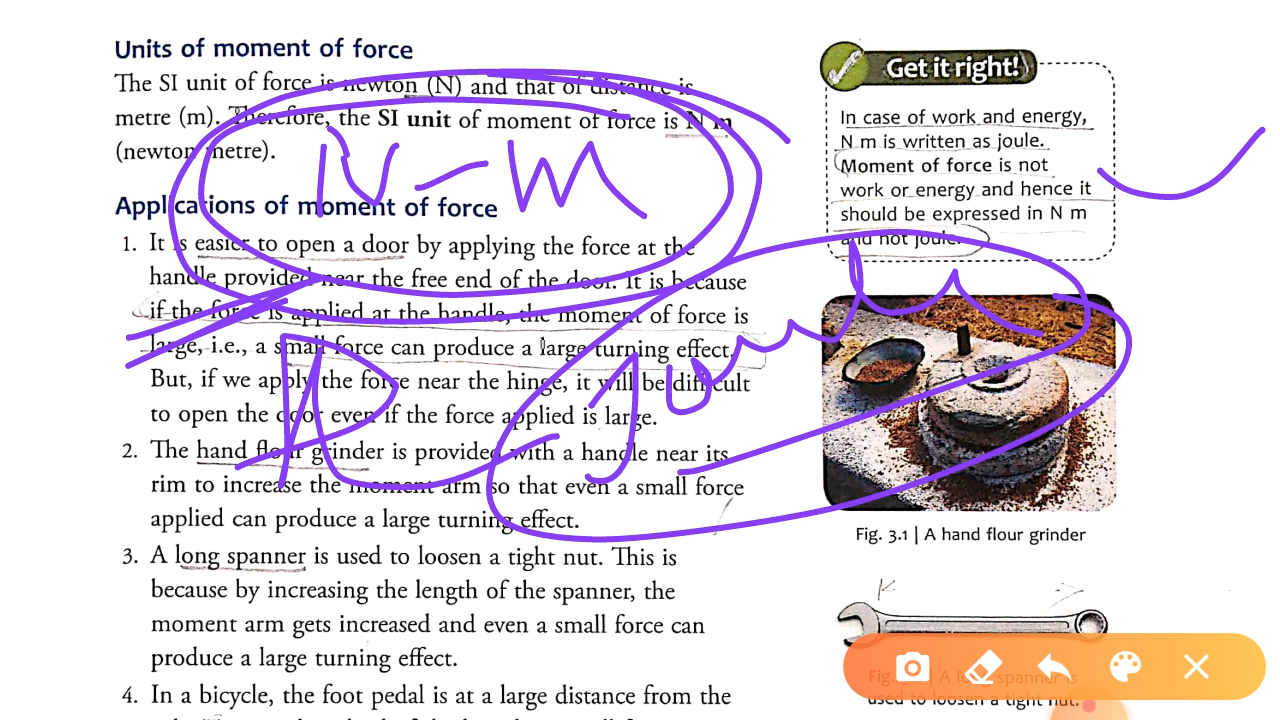 Units of moment of force
The SI unit of force is newton (N) and that of distance is
metre (m). Therefore, the SI unit of moment of force is N m
(newton metre).
N-m
Applications of moment of force
1. It is easier to open a door by applying the force at the
handle provided near the free end of the door. It is because
if the force is applied at the handle, the moment of force is
large, i.e., a small force can produce a large turning effect.
But, if we apply the force near the hinge, it will be difficult
to open the door even if the force applied is large.
2. The hand flour grinder is provided with a handle near its
rim to increase the moment arm so that even a small force
applied can produce a large turning effect.
3. A long spanner is used to loosen a tight nut. This is
because by increasing the length of the spanner, the
moment arm gets increased and even a small force can
produce a large turning effect.
4. In a bicycle, the foot pedal is at a large distance from the
Get it right!
In case of work and energy,
N m is written as joule.
Moment of force is not
work or energy and hence it
should be expressed in N m
and not joule.
Fig. 3.1 | A hand flour grinder
A long spanner is
used to loosen a tight nut.